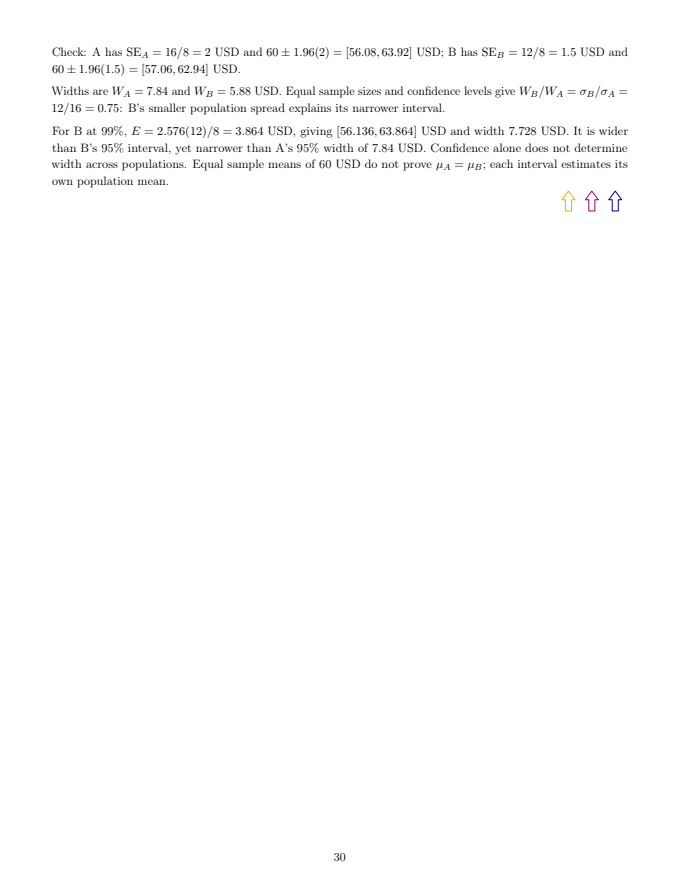 Check: A has SE_A = 16/8 = 2 USD and 60 ± 1.96(2) = [56.08, 63.92] USD; B has SE_B = 12/8 = 1.5 USD and
60 ± 1.96(1.5) = [57.06, 62.94] USD.
Widths are W_A = 7.84 and W_B = 5.88 USD. Equal sample sizes and confidence levels give W_B/W_A = σ_B/σ_A =
12/16 = 0.75: B's smaller population spread explains its narrower interval.
For B at 99%, E = 2.576(12)/8 = 3.864 USD, giving [56.136, 63.864] USD and width 7.728 USD. It is wider
than B's 95% interval, yet narrower than A's 95% width of 7.84 USD. Confidence alone does not determine
width across populations. Equal sample means of 60 USD do not prove μ_A = μ_B; each interval estimates its
own population mean.
30